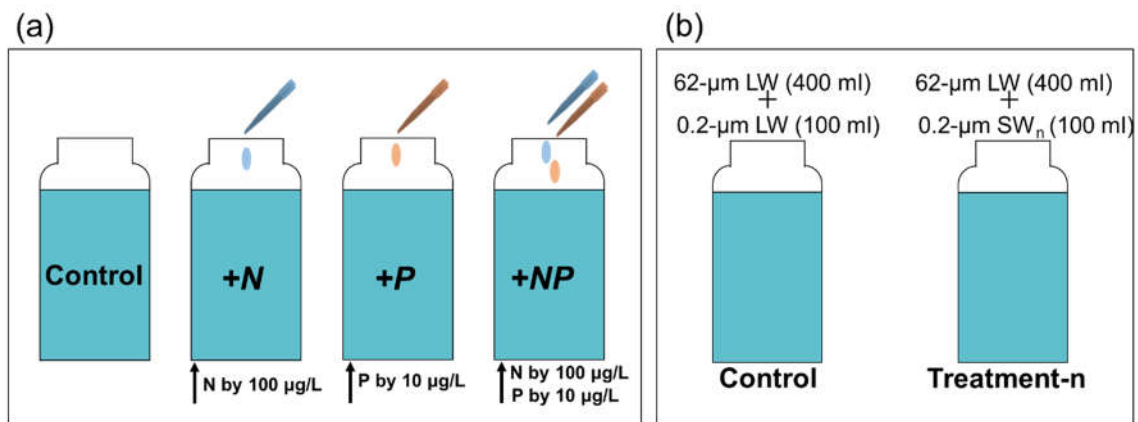 (a)
Control
+N
+P
+NP
N by 100 µg/L
P by 10 µg/L
N by 100 µg/L
P by 10 µg/L
(b)
62-µm LW (400 ml)
+
0.2-µm LW (100 ml)
Control
62-µm LW (400 ml)
+
0.2-µm SWₙ (100 ml)
Treatment-n